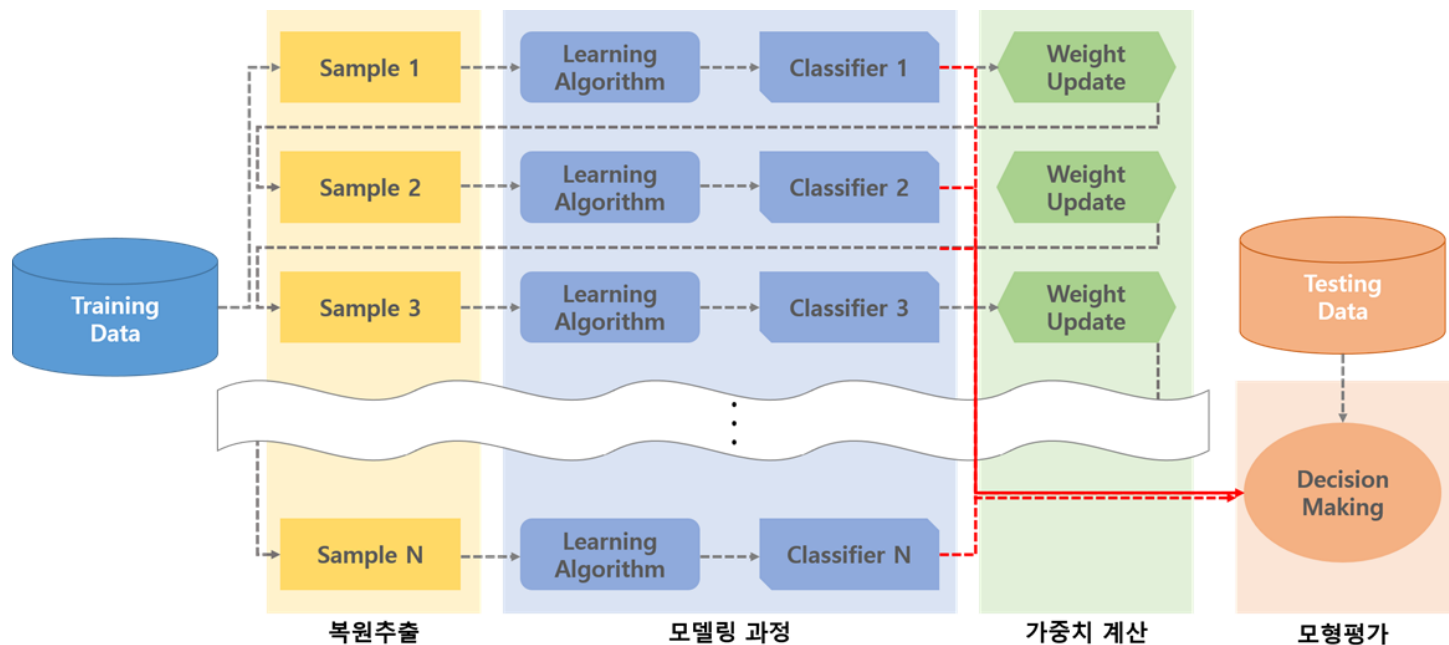 Sample 1
Learning
Algorithm
Classifier 1
Weight
Update
Sample 2
Learning
Algorithm
Classifier 2
Weight
Update
Training
Data
Sample 3
Learning
Algorithm
Classifier 3
Weight
Update
Testing
Data
Decision
Making
Sample N
Learning
Algorithm
Classifier N
복원추출
모델링 과정
가중치 계산
모형평가